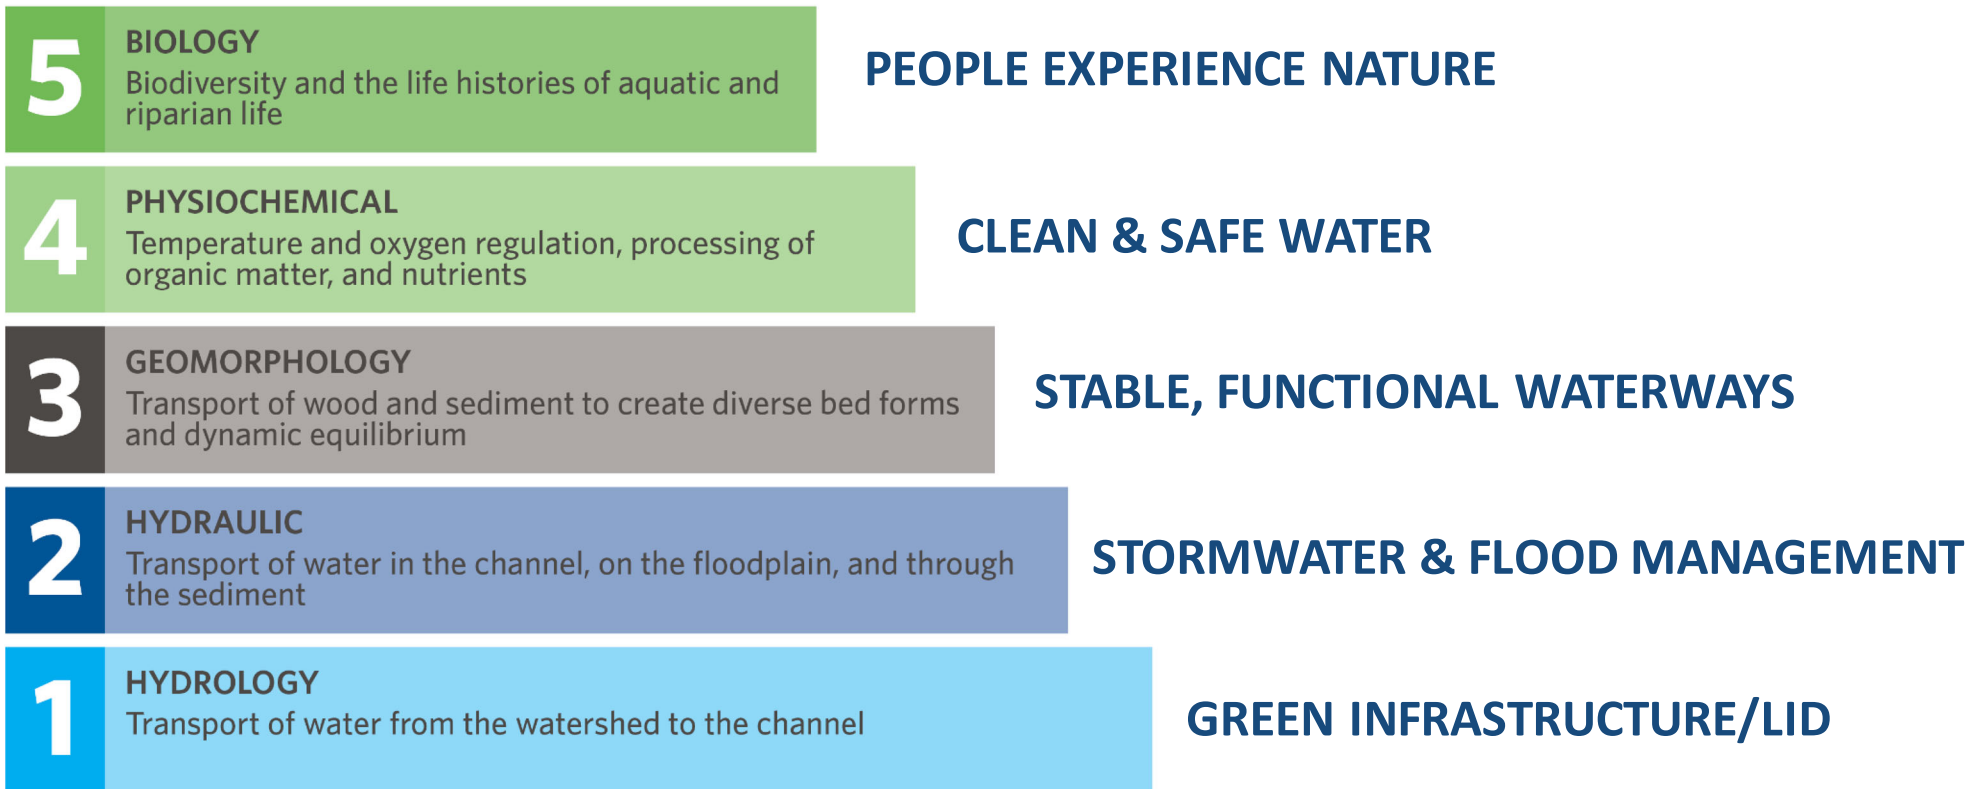 5
BIOLOGY
Biodiversity and the life histories of aquatic and
riparian life
PEOPLE EXPERIENCE NATURE
4
PHYSIOCHEMICAL
Temperature and oxygen regulation, processing of
organic matter, and nutrients
CLEAN & SAFE WATER
3
GEOMORPHOLOGY
Transport of wood and sediment to create diverse bed forms
and dynamic equilibrium
STABLE, FUNCTIONAL WATERWAYS
2
HYDRAULIC
Transport of water in the channel, on the floodplain, and through
the sediment
STORMWATER & FLOOD MANAGEMENT
1
HYDROLOGY
Transport of water from the watershed to the channel
GREEN INFRASTRUCTURE/LID